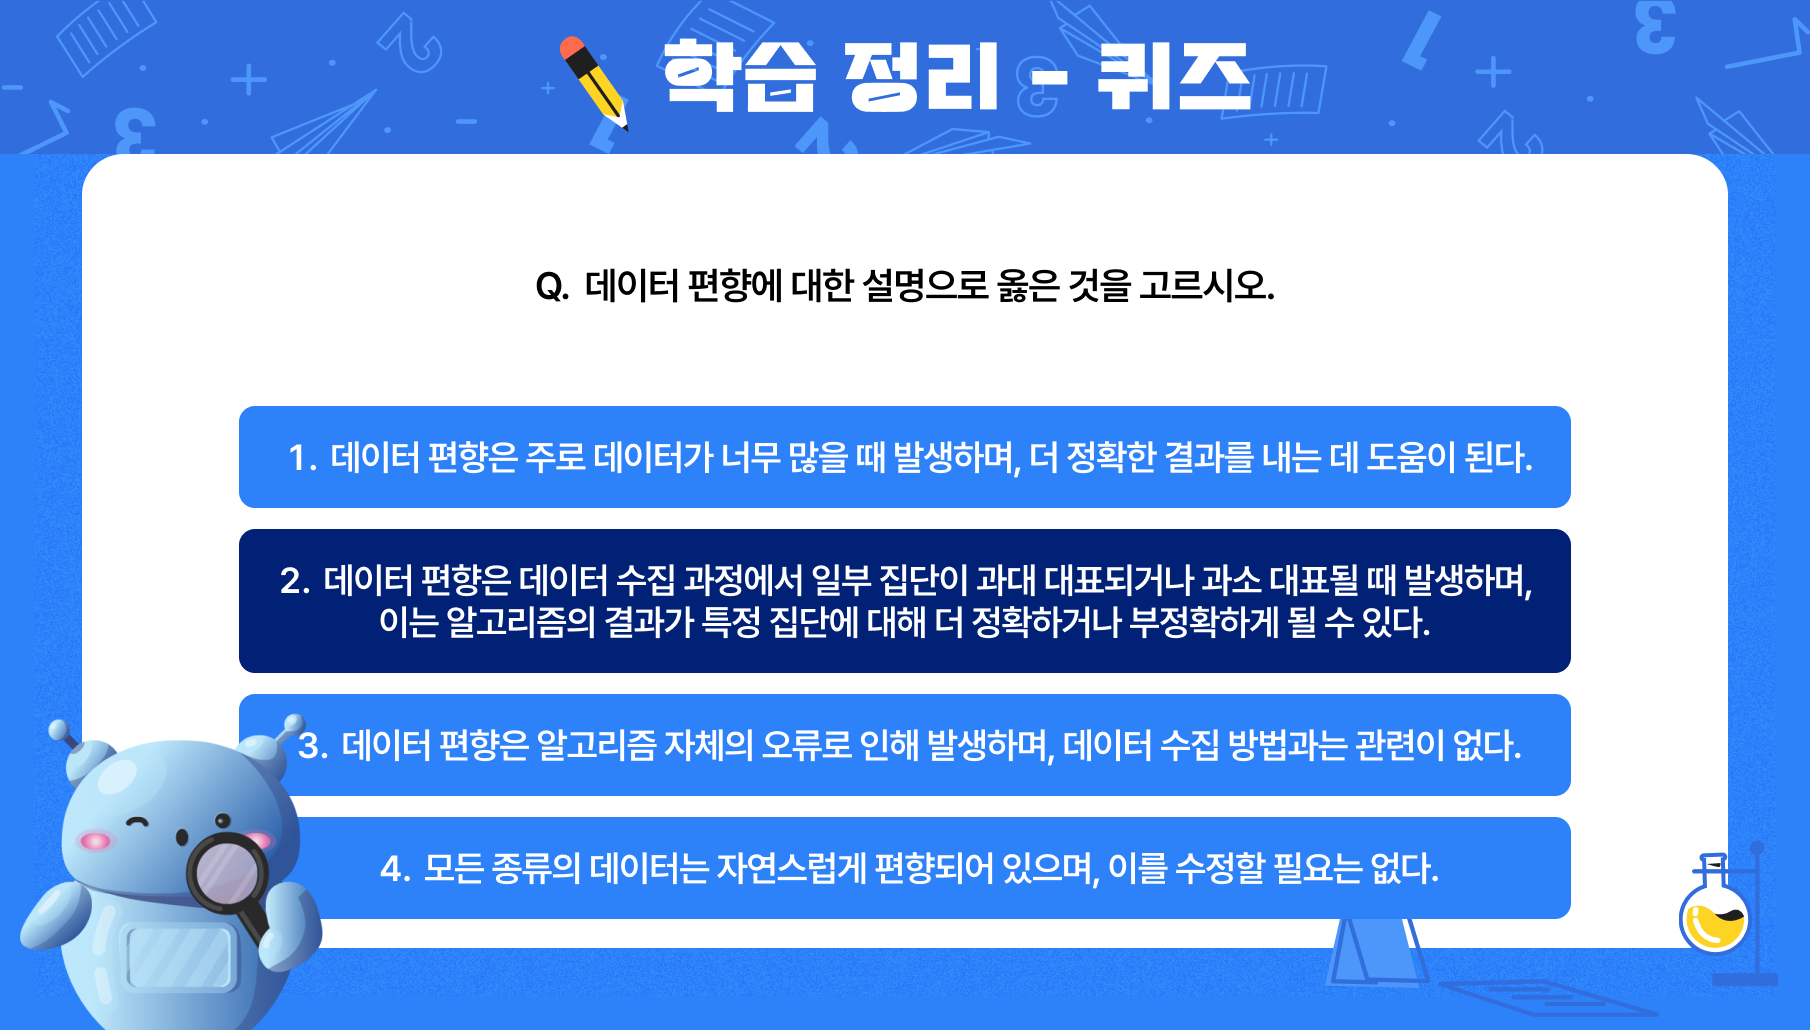 학습 정리 - 퀴즈
Q. 데이터 편향에 대한 설명으로 옳은 것을 고르시오.
1. 데이터 편향은 주로 데이터가 너무 많을 때 발생하며, 더 정확한 결과를 내는 데 도움이 된다.
2. 데이터 편향은 데이터 수집 과정에서 일부 집단이 과대 대표되거나 과소 대표될 때 발생하며,
이는 알고리즘의 결과가 특정 집단에 대해 더 정확하거나 부정확하게 될 수 있다.
3. 데이터 편향은 알고리즘 자체의 오류로 인해 발생하며, 데이터 수집 방법과는 관련이 없다.
4. 모든 종류의 데이터는 자연스럽게 편향되어 있으며, 이를 수정할 필요는 없다.